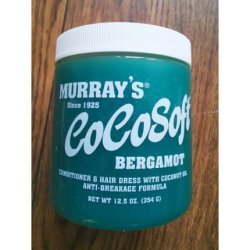 MURRAY'S®
Since 1925
CoCoSoft
BERGAMOT
CONDITIONER & HAIR DRESS WITH COCONUT OIL
ANTI-BREAKAGE FORMULA
NET WT 12.5 OZ. (354 G)